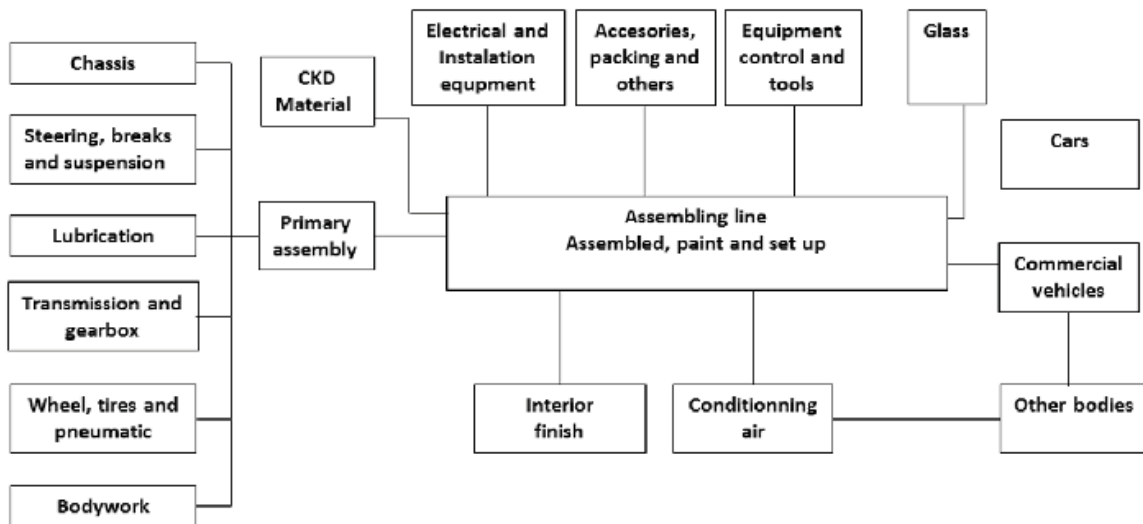 Chassis
Steering, breaks
and suspension
Lubrication
Transmission and
gearbox
Wheel, tires and
pneumatic
Bodywork
CKD
Material
Primary
assembly
Electrical and
Instalation
equpment
Accesories,
packing and
others
Equipment
control and
tools
Glass
Cars
Assembling line
Assembled, paint and set up
Commercial
vehicles
Interior
finish
Conditionning
air
Other bodies